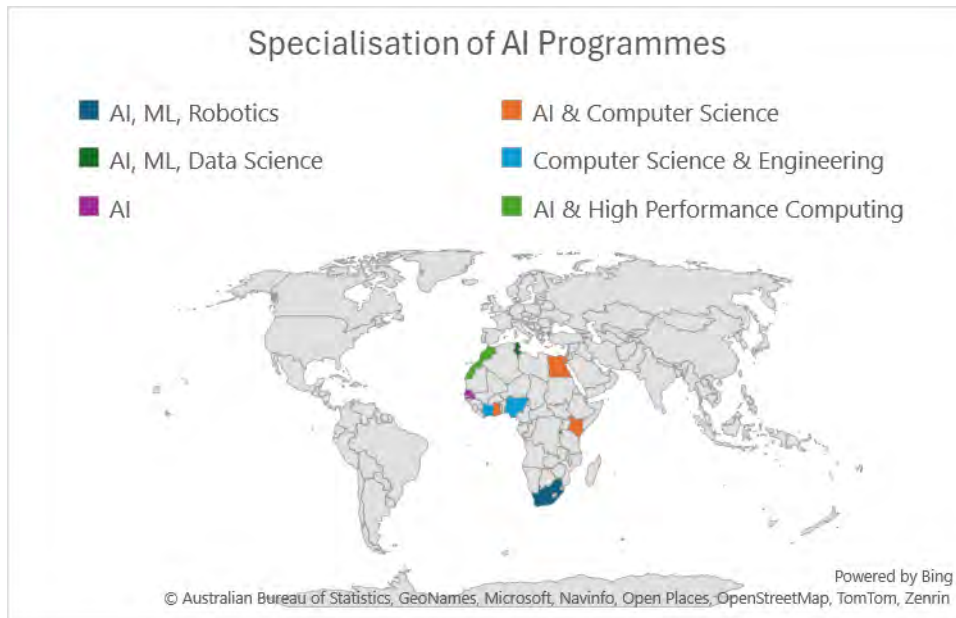 Specialisation of AI Programmes
AI, ML, Robotics
AI & Computer Science
AI, ML, Data Science
Computer Science & Engineering
AI
AI & High Performance Computing
Powered by Bing
© Australian Bureau of Statistics, GeoNames, Microsoft, Navinfo, Open Places, OpenStreetMap, TomTom, Zenrin